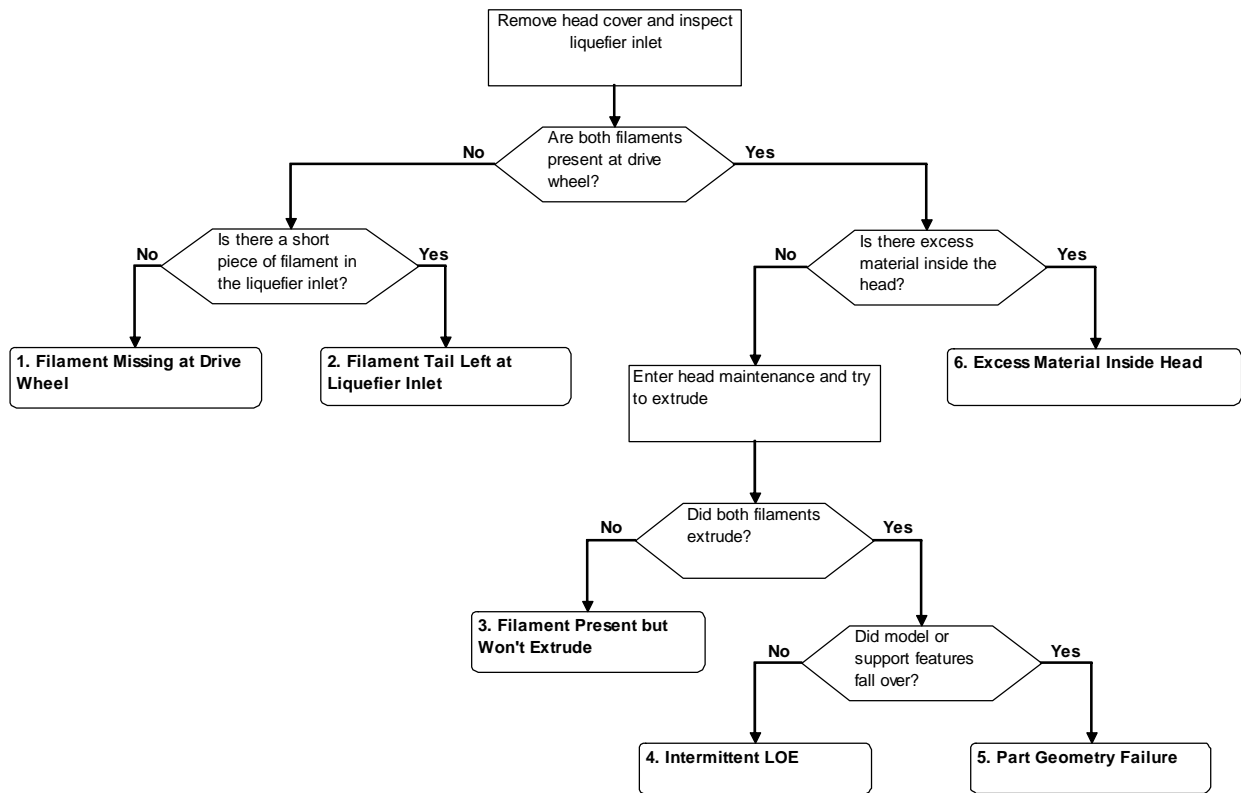 Remove head cover and inspect
liquefier inlet
Are both filaments
present at drive
wheel?
No
Yes
Is there a short
piece of filament in
the liquefier inlet?
No
Yes
Is there excess
material inside the
head?
No
Yes
1. Filament Missing at Drive
Wheel
2. Filament Tail Left at
Liquefier Inlet
6. Excess Material Inside Head
Enter head maintenance and try
to extrude
Did both filaments
extrude?
No
Yes
3. Filament Present but
Won't Extrude
Did model or
support features
fall over?
No
Yes
4. Intermittent LOE
5. Part Geometry Failure